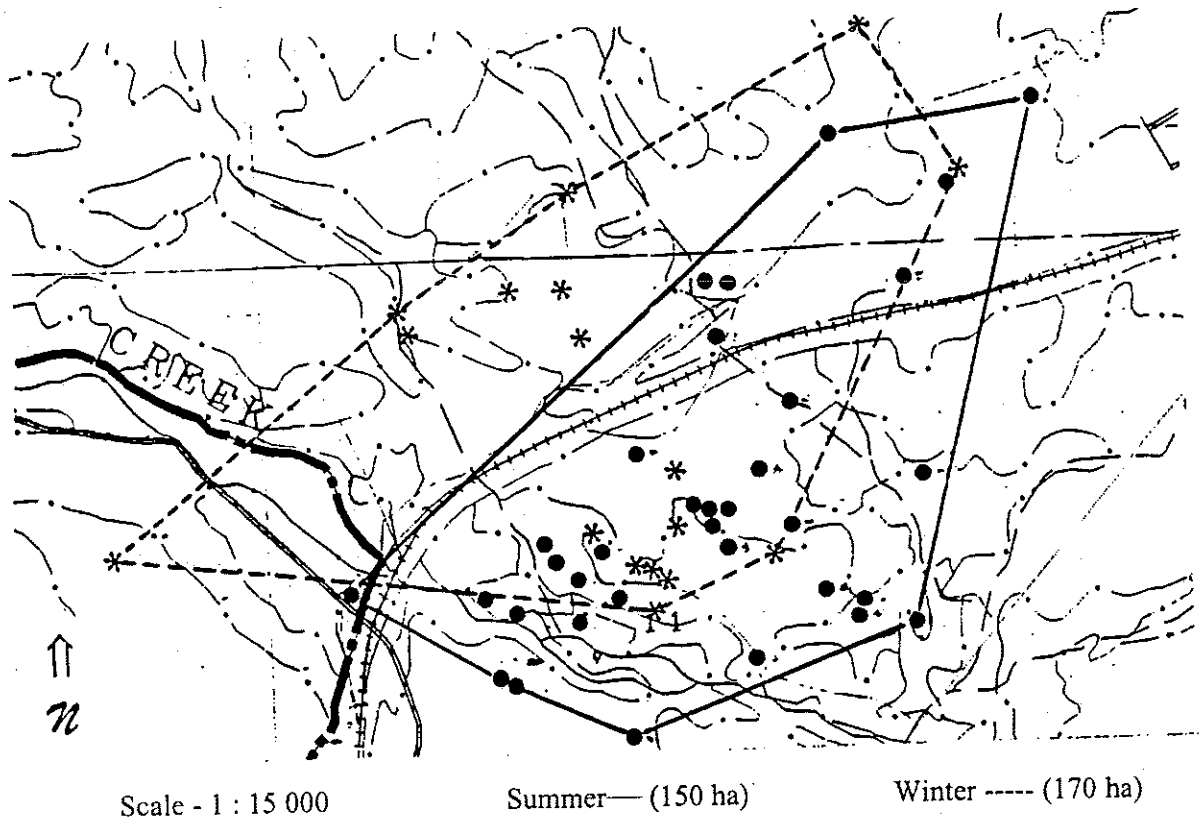 CREEK
n
Scale - 1 : 15 000
Summer— (150 ha)
Winter ----- (170 ha)